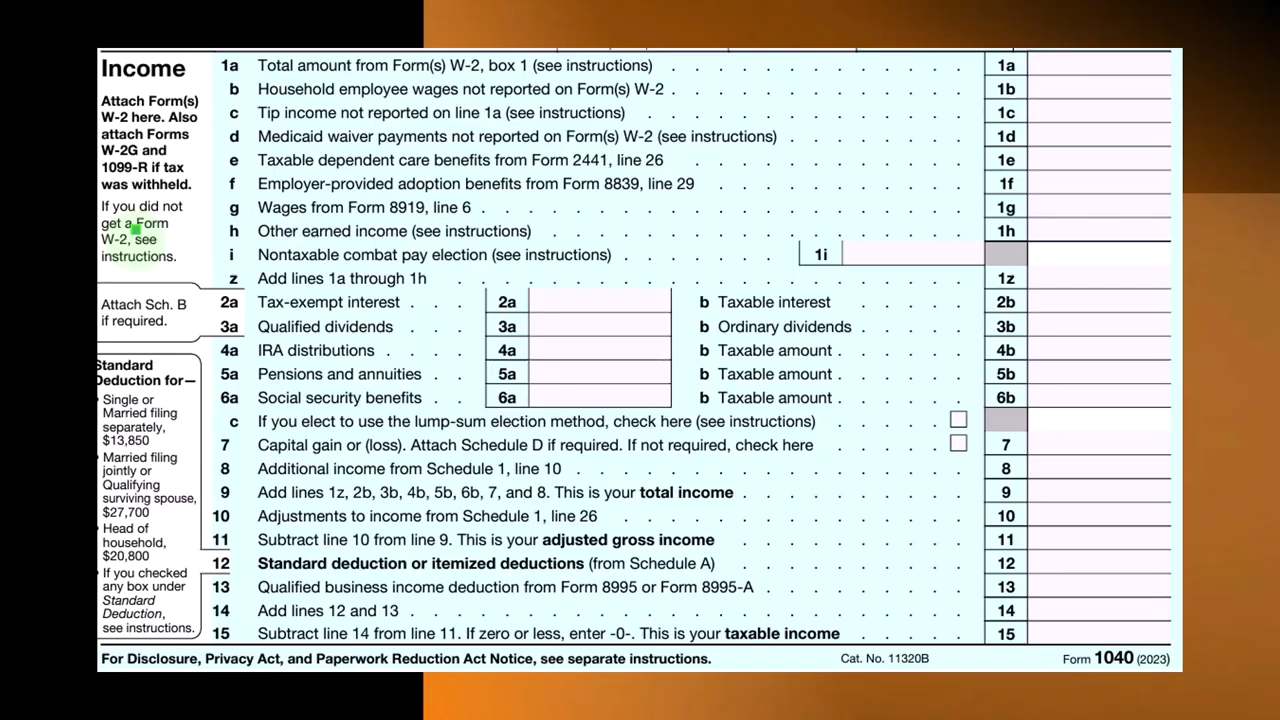 Income
Attach Form(s)
W-2 here. Also
attach Forms
W-2G and
1099-R if tax
was withheld.
If you did not
get a Form
W-2, see
instructions.
1a Total amount from Form(s) W-2, box 1 (see instructions) . . . . . . . . . . . . . 1a
b Household employee wages not reported on Form(s) W-2 . . . . . . . . . . . . . 1b
c Tip income not reported on line 1a (see instructions) . . . . . . . . . . . . . . 1c
d Medicaid waiver payments not reported on Form(s) W-2 (see instructions) . . . . . . . . 1d
e Taxable dependent care benefits from Form 2441, line 26 . . . . . . . . . . . . 1e
f Employer-provided adoption benefits from Form 8839, line 29 . . . . . . . . . . . 1f
g Wages from Form 8919, line 6 . . . . . . . . . . . . . . . . . . . . . 1g
h Other earned income (see instructions) . . . . . . . . . . . . . . . . . . 1h
i Nontaxable combat pay election (see instructions) . . . . . . . 1i
z Add lines 1a through 1h . . . . . . . . . . . . . . . . . . . . . . 1z
Attach Sch. B
if required.
2a Tax-exempt interest . . . 2a b Taxable interest . . . . . 2b
3a Qualified dividends . . . 3a b Ordinary dividends . . . . . 3b
4a IRA distributions . . . . 4a b Taxable amount . . . . . . 4b
5a Pensions and annuities . . 5a b Taxable amount . . . . . . 5b
6a Social security benefits . . 6a b Taxable amount . . . . . . 6b
c If you elect to use the lump-sum election method, check here (see instructions) . . . . .
7 Capital gain or (loss). Attach Schedule D if required. If not required, check here . . . . . 7
8 Additional income from Schedule 1, line 10 . . . . . . . . . . . . . . . . . 8
9 Add lines 1z, 2b, 3b, 4b, 5b, 6b, 7, and 8. This is your total income . . . . . . . . . . 9
10 Adjustments to income from Schedule 1, line 26 . . . . . . . . . . . . . . . 10
11 Subtract line 10 from line 9. This is your adjusted gross income . . . . . . . . . . 11
12 Standard deduction or itemized deductions (from Schedule A) . . . . . . . . . . 12
13 Qualified business income deduction from Form 8995 or Form 8995-A . . . . . . . . . 13
14 Add lines 12 and 13 . . . . . . . . . . . . . . . . . . . . . . . 14
15 Subtract line 14 from line 11. If zero or less, enter -0-. This is your taxable income . . . . . 15
Standard
Deduction for—
• Single or
Married filing
separately,
$13,850
• Married filing
jointly or
Qualifying
surviving spouse,
$27,700
• Head of
household,
$20,800
• If you checked
any box under
Standard
Deduction,
see instructions.
For Disclosure, Privacy Act, and Paperwork Reduction Act Notice, see separate instructions. Cat. No. 11320B Form 1040 (2023)